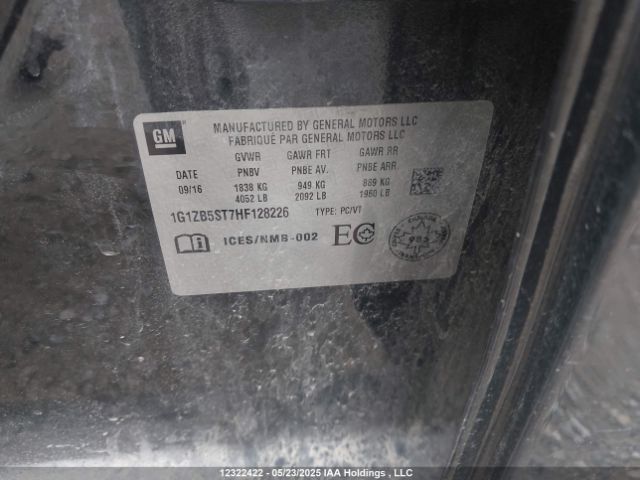 GM
MANUFACTURED BY GENERAL MOTORS LLC
FABRIQUÉ PAR GENERAL MOTORS LLC
GVWR GAWR FRT GAWR RR
DATE PNBV PNBE AV. PNBE ARR.
09/16 1838 KG 949 KG 889 KG
4052 LB 2092 LB 1960 LB
1G1ZB5ST7HF128226 TYPE: PC/VT
ICES/NMB-002 EC
12322422 - 05/23/2025 IAA Holdings , LLC